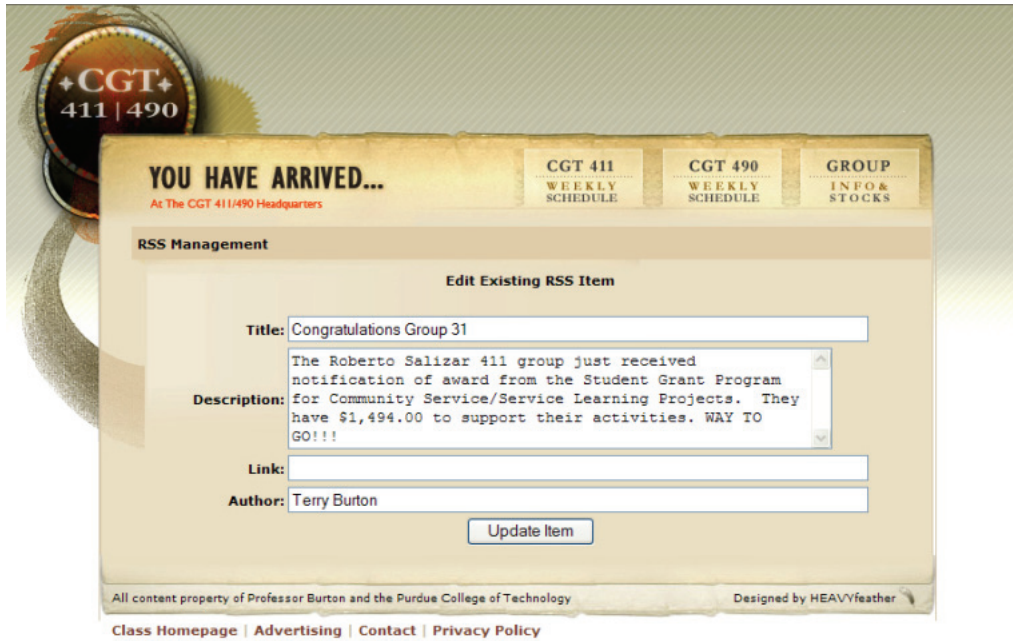 ✦CGT✦
411|490
YOU HAVE ARRIVED...
At The CGT 411/490 Headquarters
CGT 411
WEEKLY
SCHEDULE
CGT 490
WEEKLY
SCHEDULE
GROUP
INFO&
STOCKS
RSS Management
Edit Existing RSS Item
Title: Congratulations Group 31
Description: The Roberto Salizar 411 group just received
notification of award from the Student Grant Program
for Community Service/Service Learning Projects.  They
have $1,494.00 to support their activities. WAY TO
GO!!!
Link:
Author: Terry Burton
Update Item
All content property of Professor Burton and the Purdue College of Technology
Designed by HEAVYfeather
Class Homepage | Advertising | Contact | Privacy Policy